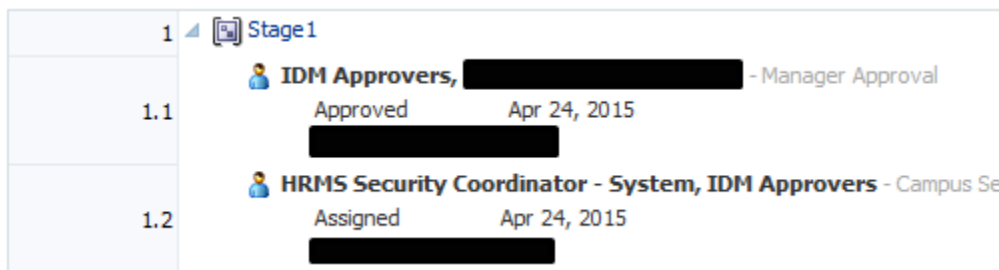 1 Stage1
IDM Approvers, - Manager Approval
1.1 Approved Apr 24, 2015
HRMS Security Coordinator - System, IDM Approvers - Campus Se
1.2 Assigned Apr 24, 2015